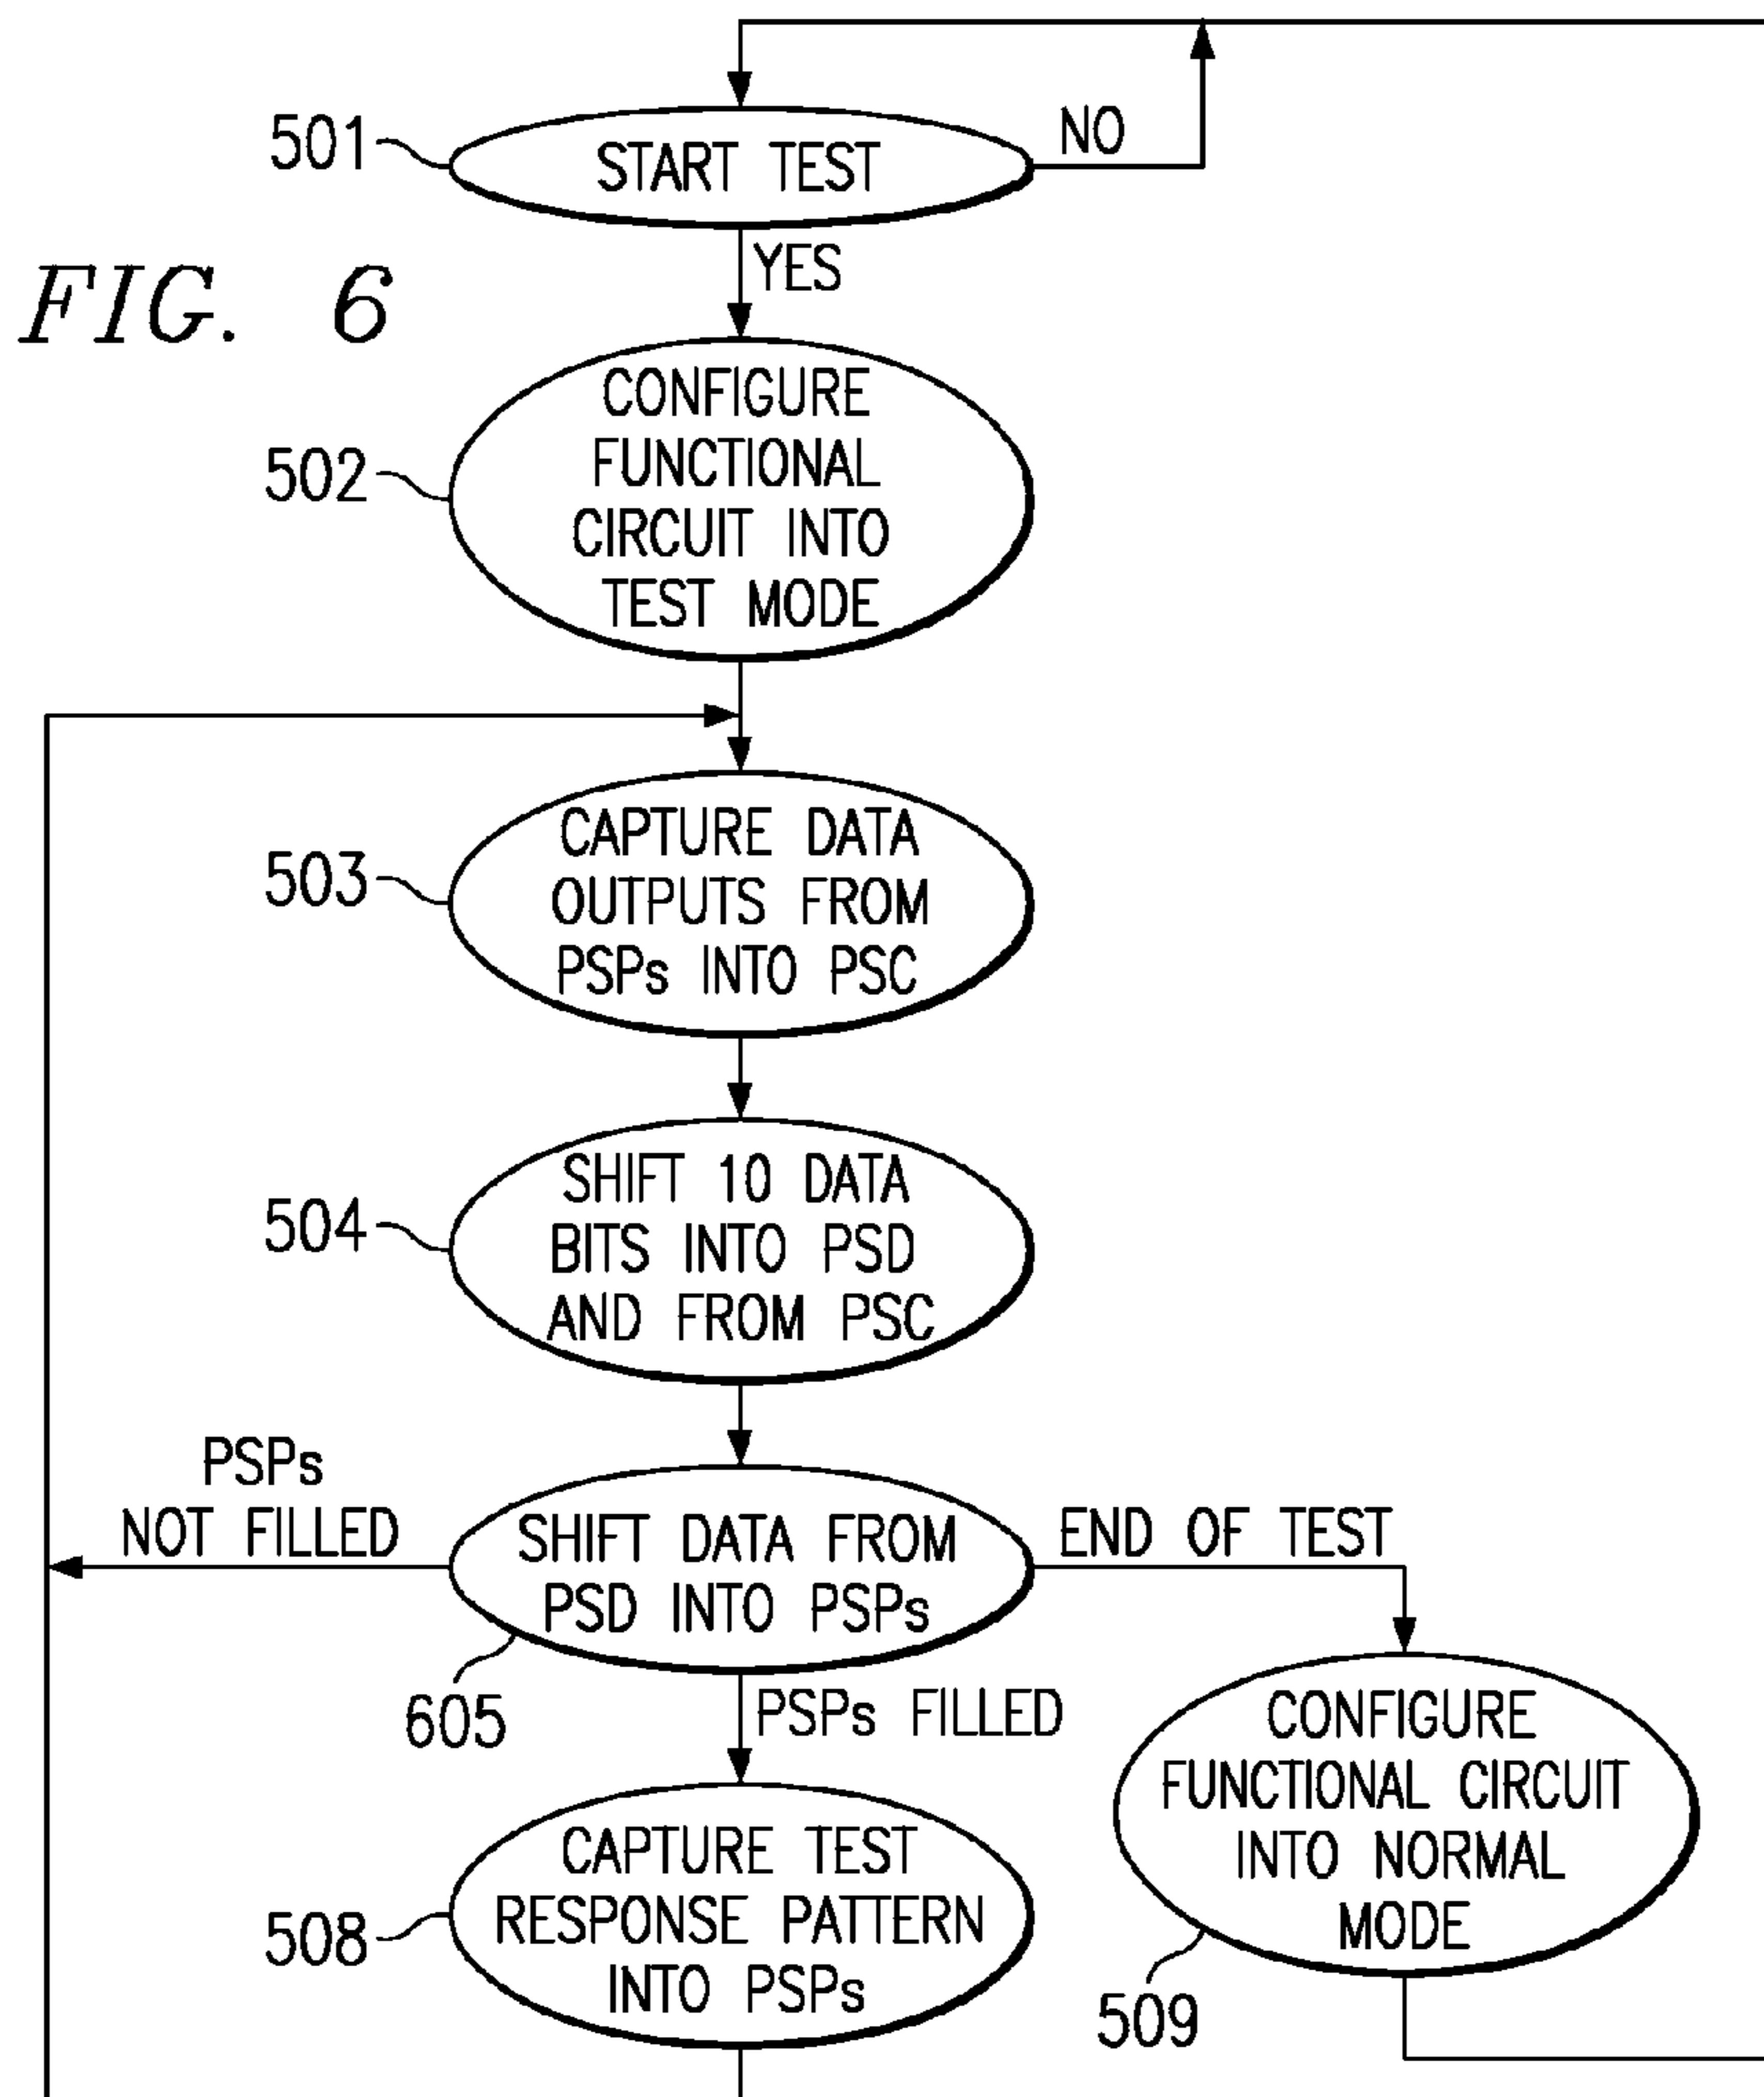 501
START TEST
NO
YES
FIG. 6
502
CONFIGURE
FUNCTIONAL
CIRCUIT INTO
TEST MODE
503
CAPTURE DATA
OUTPUTS FROM
PSPs INTO PSC
504
SHIFT 10 DATA
BITS INTO PSD
AND FROM PSC
PSPs
NOT FILLED
SHIFT DATA FROM
PSD INTO PSPs
END OF TEST
605
PSPs FILLED
CONFIGURE
FUNCTIONAL CIRCUIT
INTO NORMAL
MODE
509
508
CAPTURE TEST
RESPONSE PATTERN
INTO PSPs